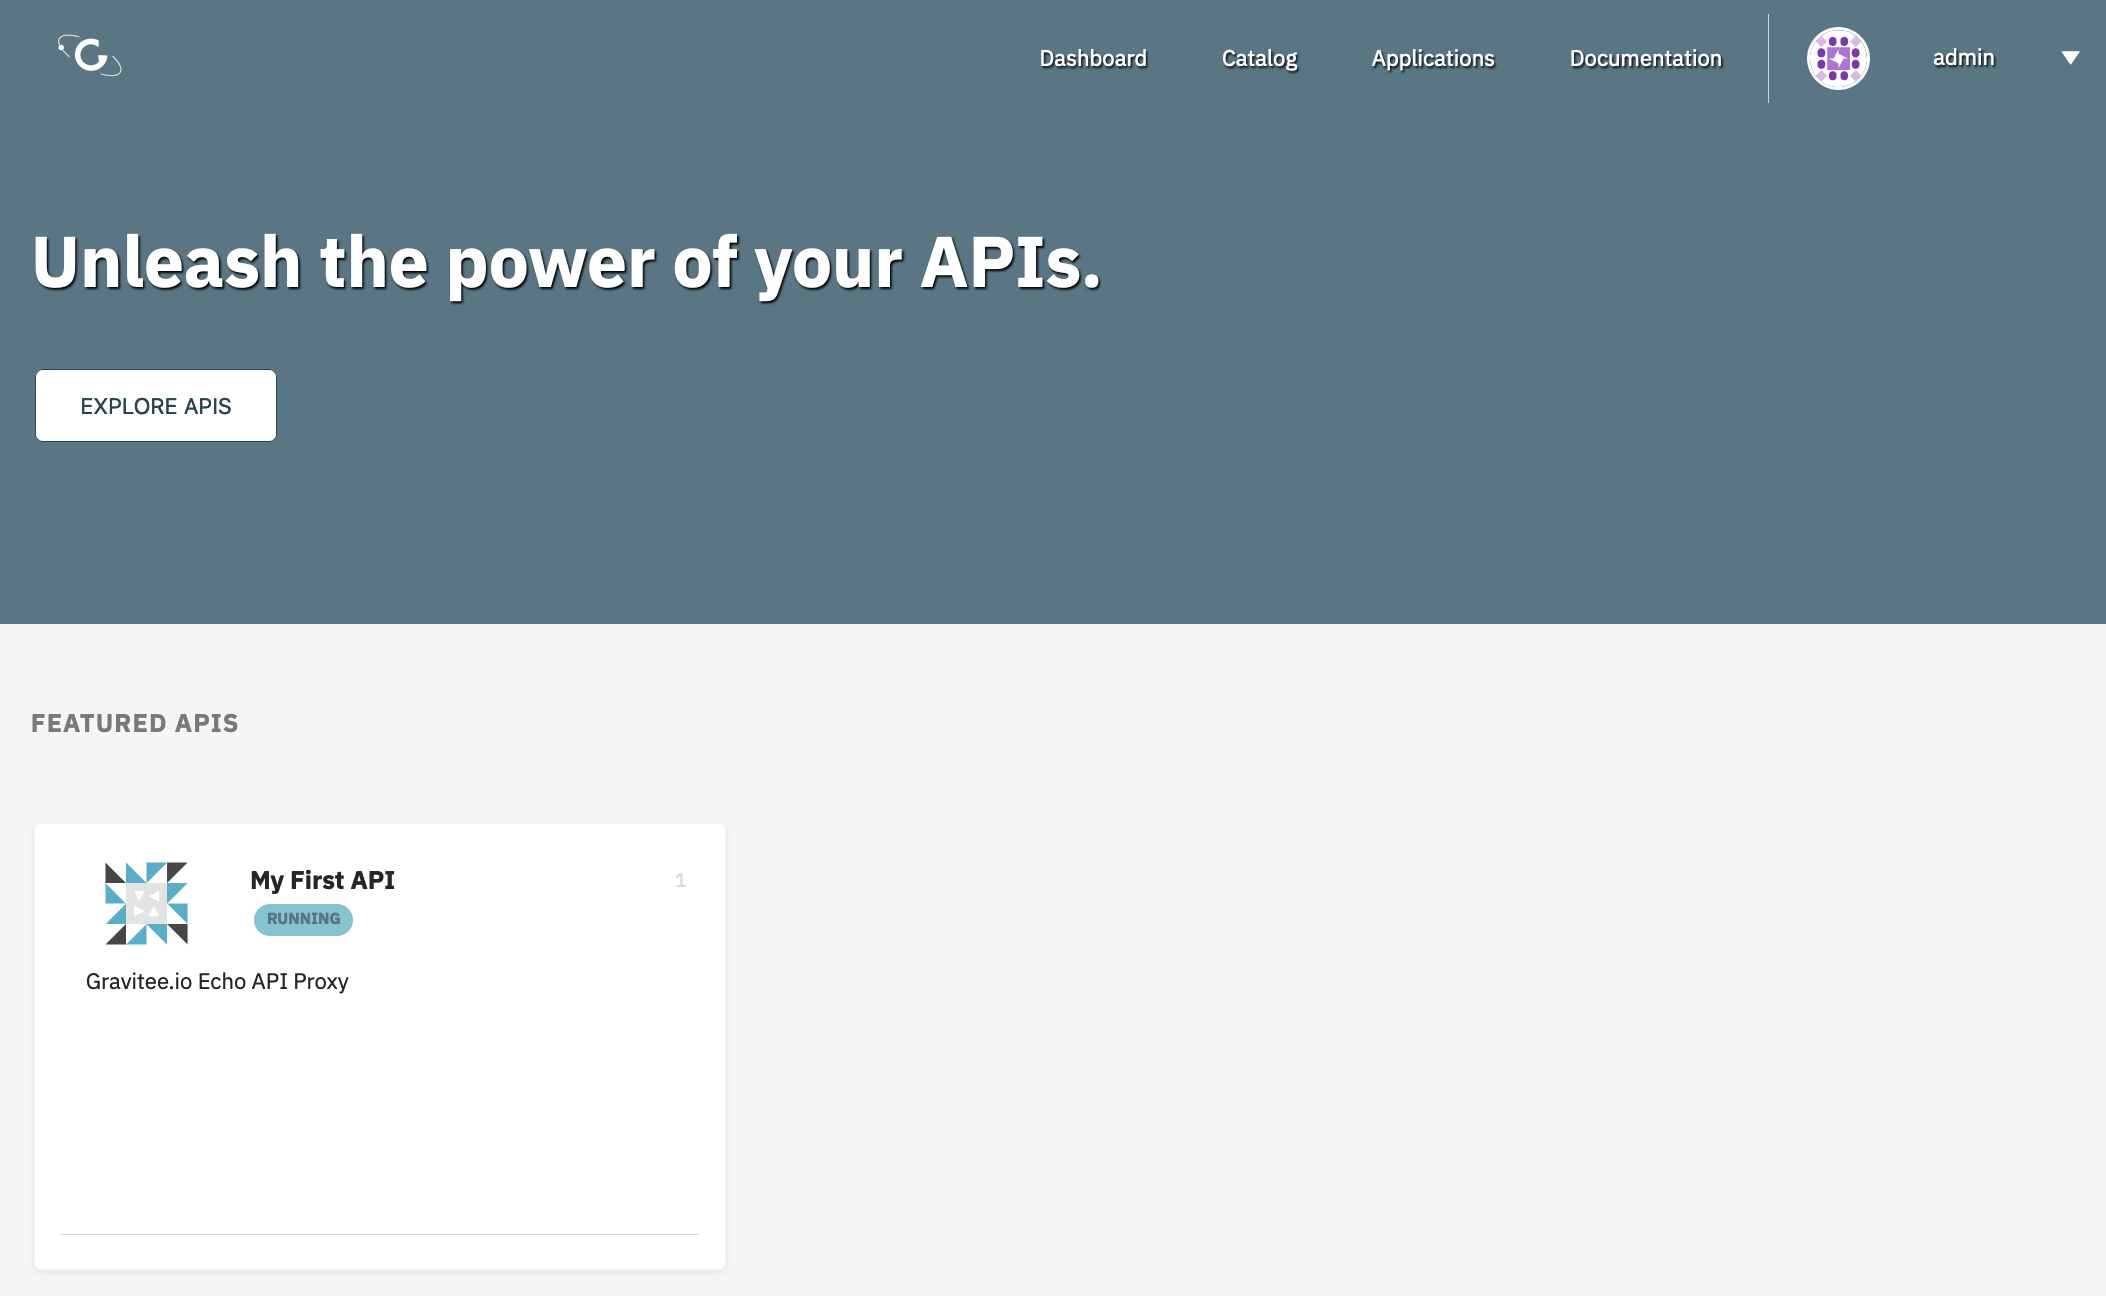 Dashboard Catalog Applications Documentation admin
Unleash the power of your APIs.
EXPLORE APIS
FEATURED APIS
My First API 1
RUNNING
Gravitee.io Echo API Proxy